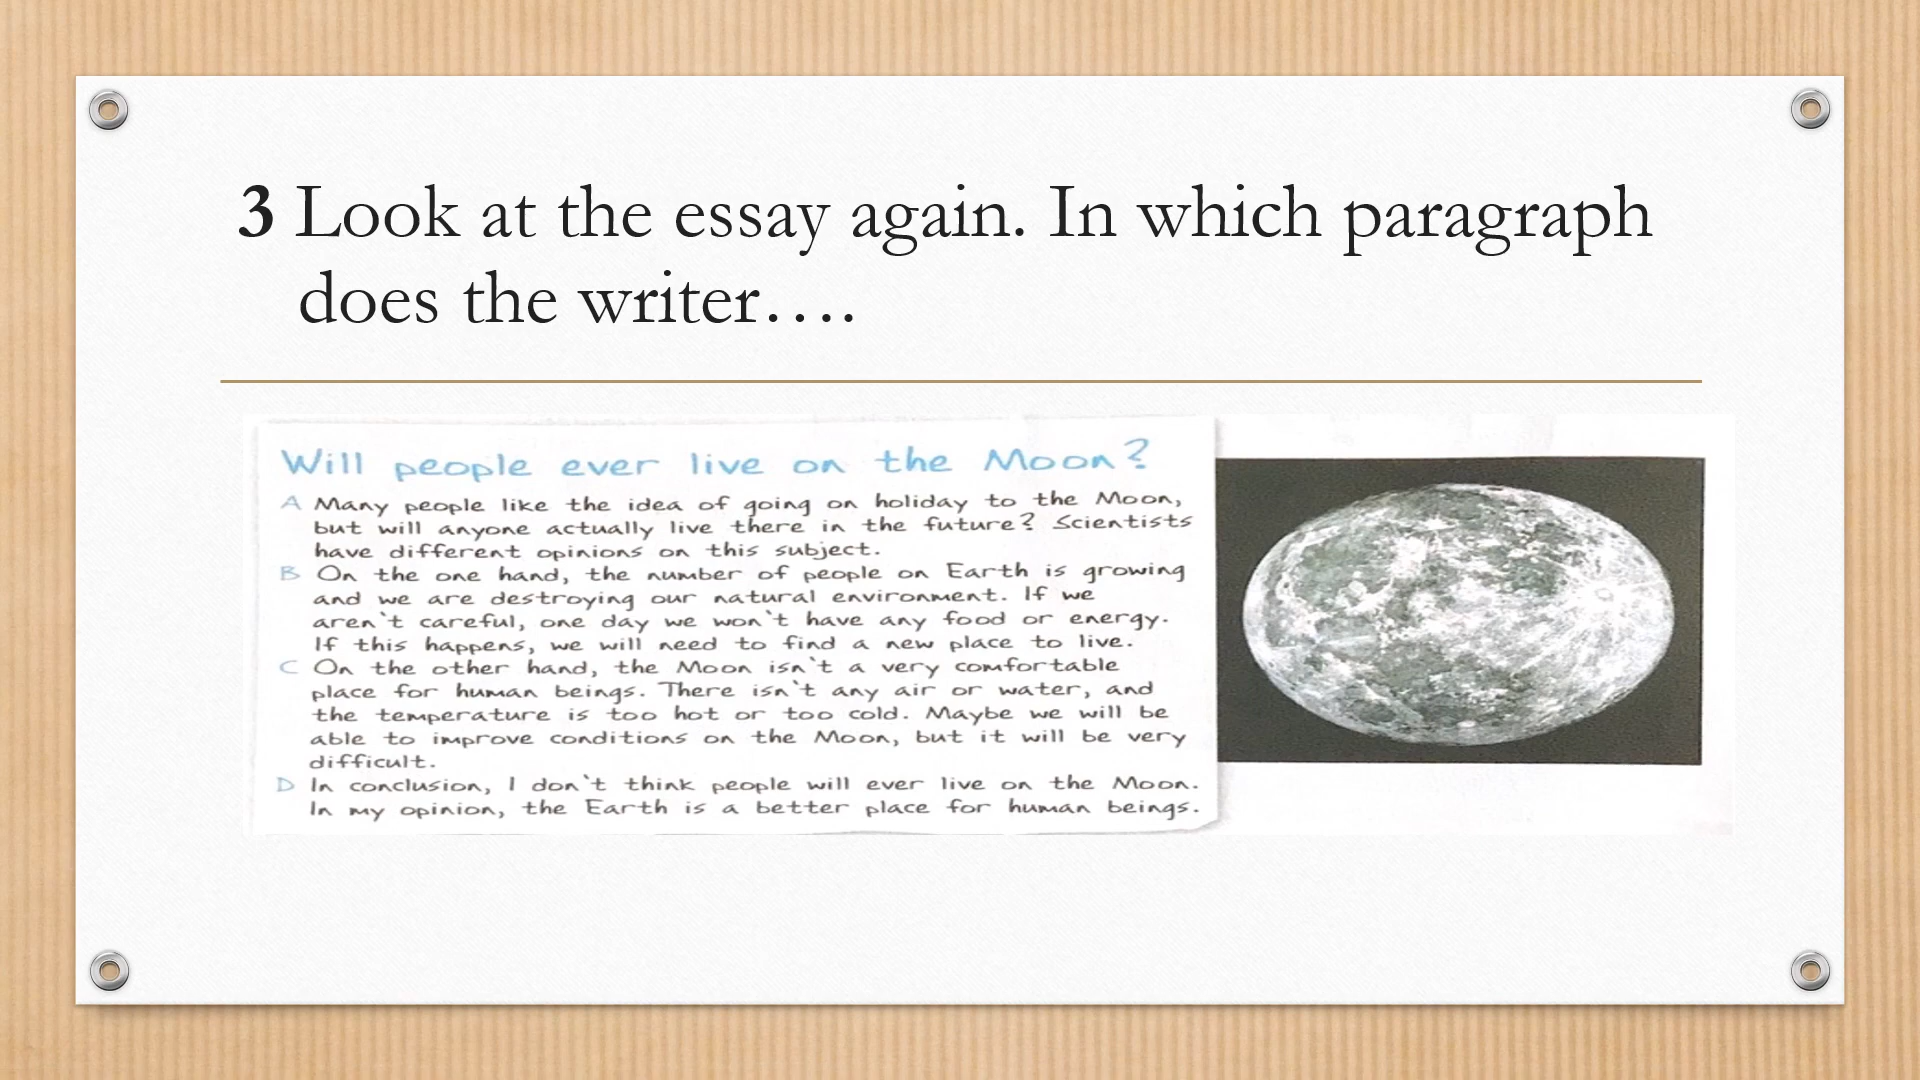 3 Look at the essay again. In which paragraph
does the writer….
Will people ever live on the Moon?
A Many people like the idea of going on holiday to the Moon,
but will anyone actually live there in the future? Scientists
have different opinions on this subject.
B On the one hand, the number of people on Earth is growing
and we are destroying our natural environment. If we
aren't careful, one day we won't have any food or energy.
If this happens, we will need to find a new place to live.
C On the other hand, the Moon isn't a very comfortable
place for human beings. There isn't any air or water, and
the temperature is too hot or too cold. Maybe we will be
able to improve conditions on the Moon, but it will be very
difficult.
D In conclusion, I don't think people will ever live on the Moon.
In my opinion, the Earth is a better place for human beings.